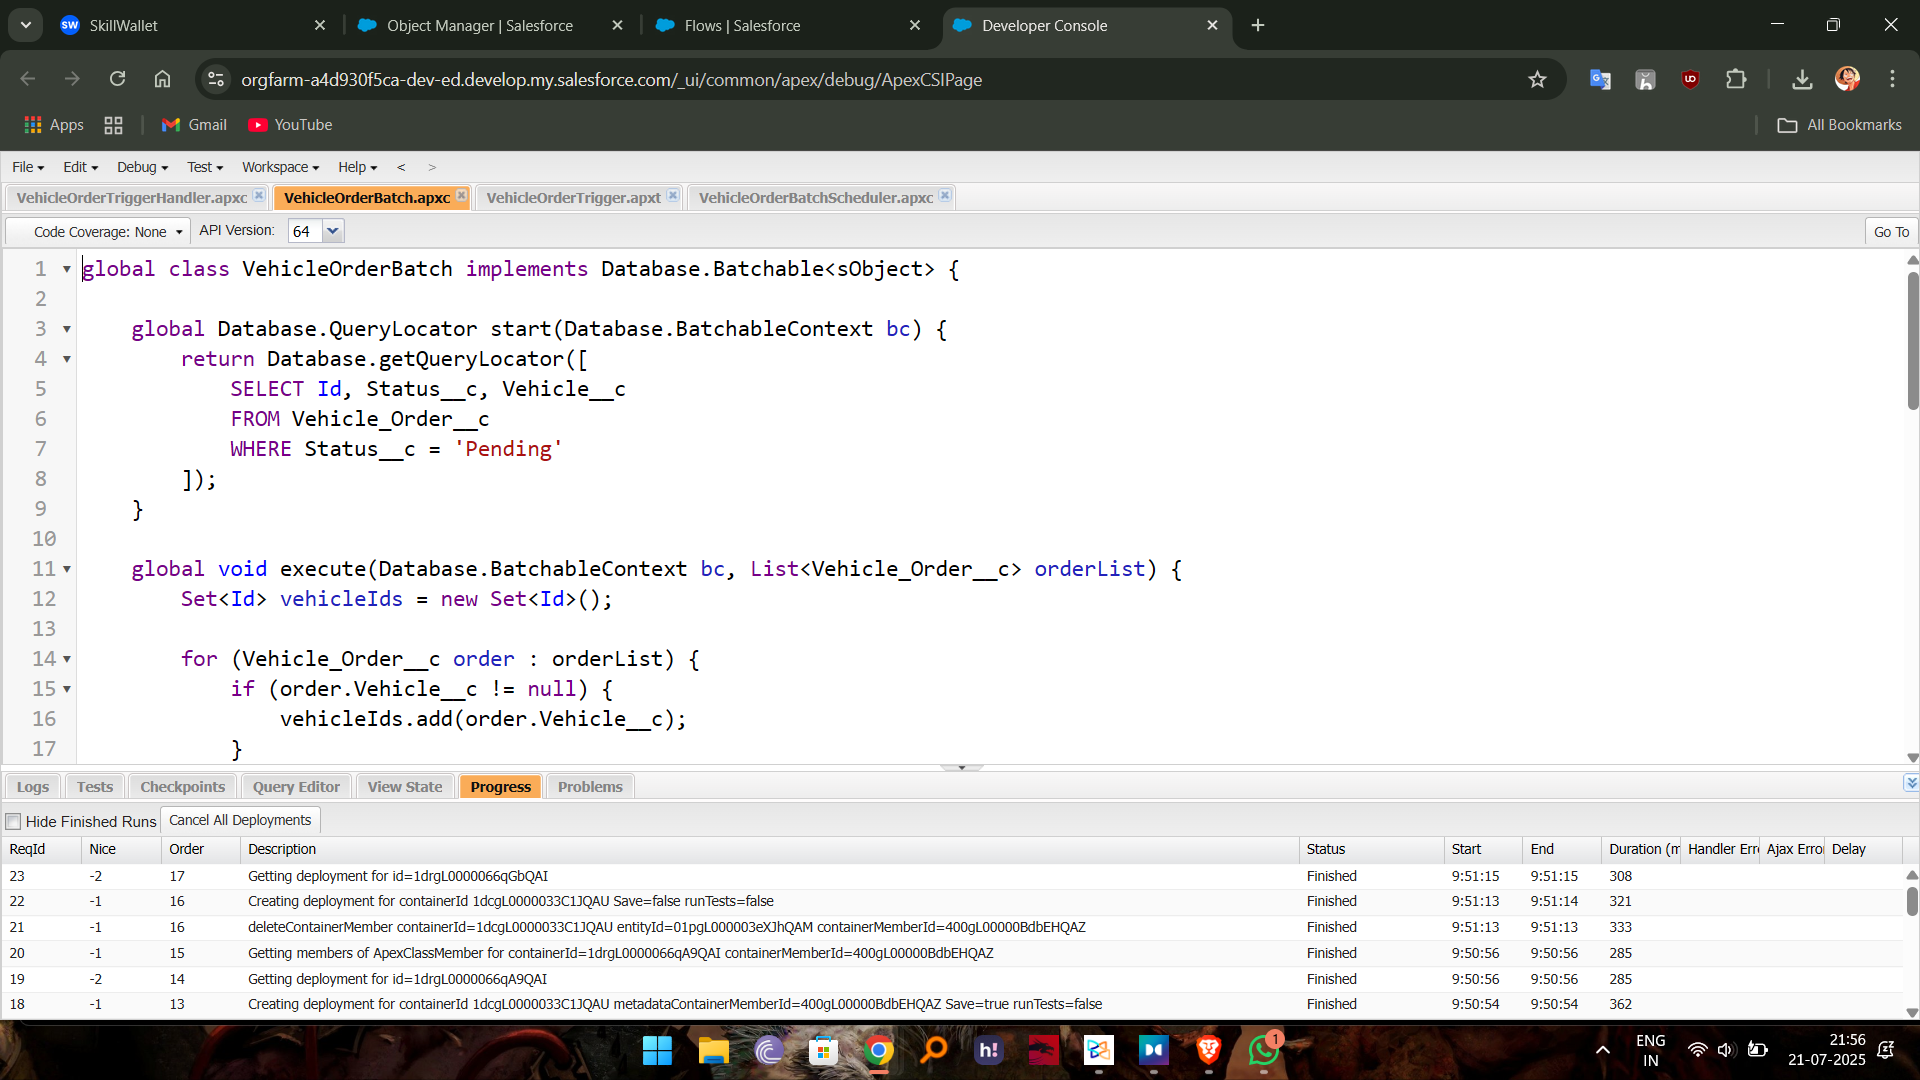 SkillWallet
Object Manager | Salesforce
Flows | Salesforce
Developer Console
orgfarm-a4d930f5ca-dev-ed.develop.my.salesforce.com/_ui/common/apex/debug/ApexCSIPage
Apps
Gmail
YouTube
All Bookmarks
File Edit Debug Test Workspace Help < >
VehicleOrderTriggerHandler.apxc VehicleOrderBatch.apxc VehicleOrderTrigger.apxt VehicleOrderBatchScheduler.apxc
Code Coverage: None API Version: 64 Go To
1 global class VehicleOrderBatch implements Database.Batchable<sObject> {
2
3 global Database.QueryLocator start(Database.BatchableContext bc) {
4 return Database.getQueryLocator([
5 SELECT Id, Status__c, Vehicle__c
6 FROM Vehicle_Order__c
7 WHERE Status__c = 'Pending'
8 ]);
9 }
10
11 global void execute(Database.BatchableContext bc, List<Vehicle_Order__c> orderList) {
12 Set<Id> vehicleIds = new Set<Id>();
13
14 for (Vehicle_Order__c order : orderList) {
15 if (order.Vehicle__c != null) {
16 vehicleIds.add(order.Vehicle__c);
17 }
Logs Tests Checkpoints Query Editor View State Progress Problems
Hide Finished Runs Cancel All Deployments
ReqId Nice Order Description Status Start End Duration (m Handler Erro Ajax Erro Delay
23 -2 17 Getting deployment for id=1drgL0000066qGbQAI Finished 9:51:15 9:51:15 308
22 -1 16 Creating deployment for containerId 1dcgL0000033C1JQAU Save=false runTests=false Finished 9:51:13 9:51:14 321
21 -1 16 deleteContainerMember containerId=1dcgL0000033C1JQAU entityId=01pgL000003eXJhQAM containerMemberId=400gL00000BdbEHQAZ Finished 9:51:13 9:51:13 333
20 -1 15 Getting members of ApexClassMember for containerId=1drgL0000066qA9QAI containerMemberId=400gL00000BdbEHQAZ Finished 9:50:56 9:50:56 285
19 -2 14 Getting deployment for id=1drgL0000066qA9QAI Finished 9:50:56 9:50:56 285
18 -1 13 Creating deployment for containerId 1dcgL0000033C1JQAU metadataContainerMemberId=400gL00000BdbEHQAZ Save=true runTests=false Finished 9:50:54 9:50:54 362
h!
1
ENG
IN
21:56
21-07-2025